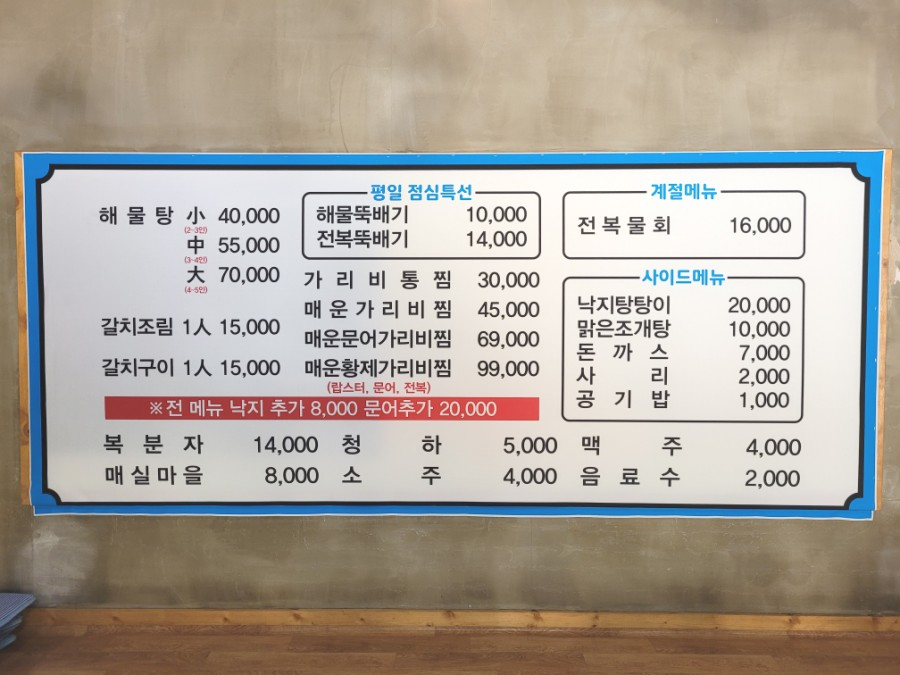 해물탕 小 40,000
(2-3인)
中 55,000
(3-4인)
大 70,000
(4-5인)
갈치조림 1人 15,000
갈치구이 1人 15,000
평일 점심특선
해물뚝배기 10,000
전복뚝배기 14,000
가리비통찜 30,000
매운가리비찜 45,000
매운문어가리비찜 69,000
매운황제가리비찜 99,000
(랍스터, 문어, 전복)
계절메뉴
전복물회 16,000
사이드메뉴
낙지탕탕이 20,000
맑은조개탕 10,000
돈까스 7,000
사리 2,000
공기밥 1,000
※전 메뉴 낙지 추가 8,000 문어추가 20,000
복분자 14,000 청하 5,000 맥주 4,000
매실마을 8,000 소주 4,000 음료수 2,000